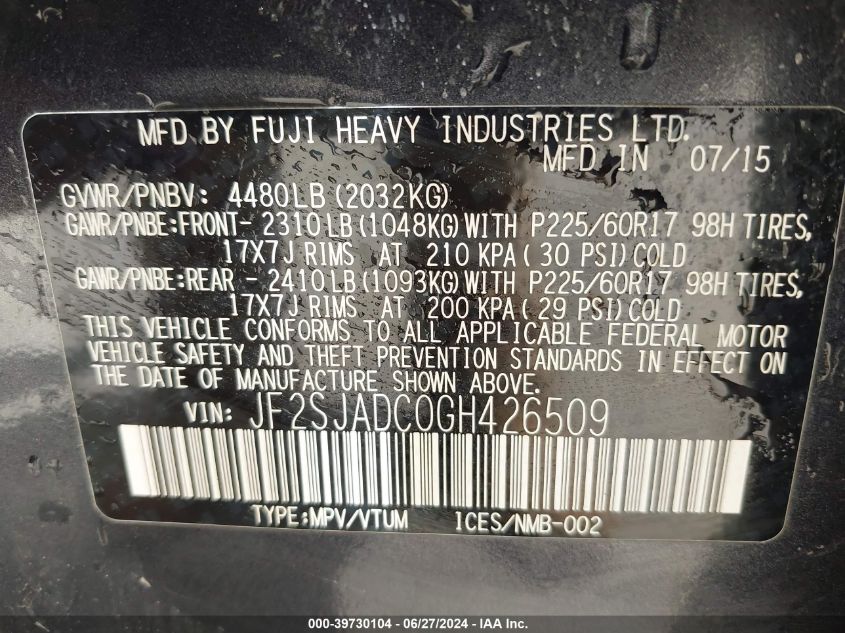 MFD BY FUJI HEAVY INDUSTRIES LTD.
MFD IN 07/15
GVWR/PNBV: 4480LB (2032KG)
GAWR/PNBE:FRONT- 2310LB (1048KG) WITH P225/60R17 98H TIRES,
17X7J RIMS AT 210 KPA ( 30 PSI) COLD
GAWR/PNBE:REAR - 2410LB (1093KG) WITH P225/60R17 98H TIRES,
17X7J RIMS AT 200 KPA ( 29 PSI) COLD
THIS VEHICLE CONFORMS TO ALL APPLICABLE FEDERAL MOTOR
VEHICLE SAFETY AND THEFT PREVENTION STANDARDS IN EFFECT ON
THE DATE OF MANUFACTURE SHOWN ABOVE.
VIN: JF2SJADC0GH426509
TYPE:MPV/VTUM ICES/NMB-002
000-39730104 - 06/27/2024 - IAA Inc.